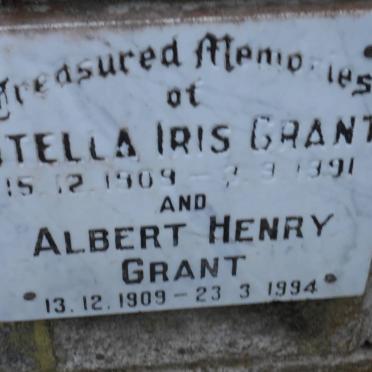 Treasured Memories
of
STELLA IRIS GRANT
15.12.1909 - 1991
AND
ALBERT HENRY
GRANT
13.12.1909 - 23 3 1994